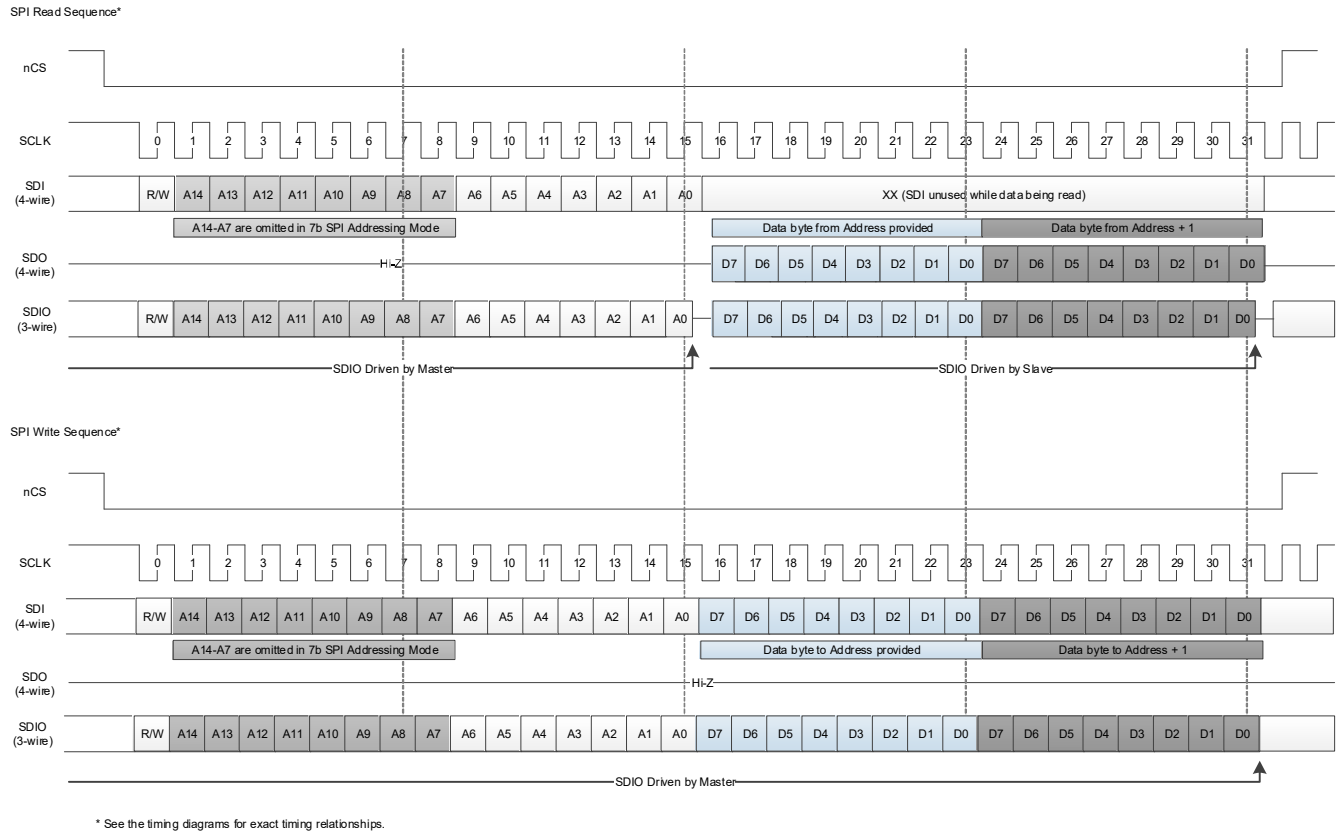 SPI Read Sequence*
nCS
SCLK 0 1 2 3 4 5 6 7 8 9 10 11 12 13 14 15 16 17 18 19 20 21 22 23 24 25 26 27 28 29 30 31
SDI
(4-wire)
R/W A14 A13 A12 A11 A10 A9 A8 A7 A6 A5 A4 A3 A2 A1 A0 XX (SDI unused while data being read)
A14-A7 are omitted in 7b SPI Addressing Mode Data byte from Address provided Data byte from Address + 1
SDO
(4-wire)
Hi-Z D7 D6 D5 D4 D3 D2 D1 D0 D7 D6 D5 D4 D3 D2 D1 D0
SDIO
(3-wire)
R/W A14 A13 A12 A11 A10 A9 A8 A7 A6 A5 A4 A3 A2 A1 A0 D7 D6 D5 D4 D3 D2 D1 D0 D7 D6 D5 D4 D3 D2 D1 D0
SDIO Driven by Master SDIO Driven by Slave
SPI Write Sequence*
nCS
SCLK 0 1 2 3 4 5 6 7 8 9 10 11 12 13 14 15 16 17 18 19 20 21 22 23 24 25 26 27 28 29 30 31
SDI
(4-wire)
R/W A14 A13 A12 A11 A10 A9 A8 A7 A6 A5 A4 A3 A2 A1 A0 D7 D6 D5 D4 D3 D2 D1 D0 D7 D6 D5 D4 D3 D2 D1 D0
A14-A7 are omitted in 7b SPI Addressing Mode Data byte to Address provided Data byte to Address + 1
SDO
(4-wire)
Hi-Z
SDIO
(3-wire)
R/W A14 A13 A12 A11 A10 A9 A8 A7 A6 A5 A4 A3 A2 A1 A0 D7 D6 D5 D4 D3 D2 D1 D0 D7 D6 D5 D4 D3 D2 D1 D0
SDIO Driven by Master
* See the timing diagrams for exact timing relationships.